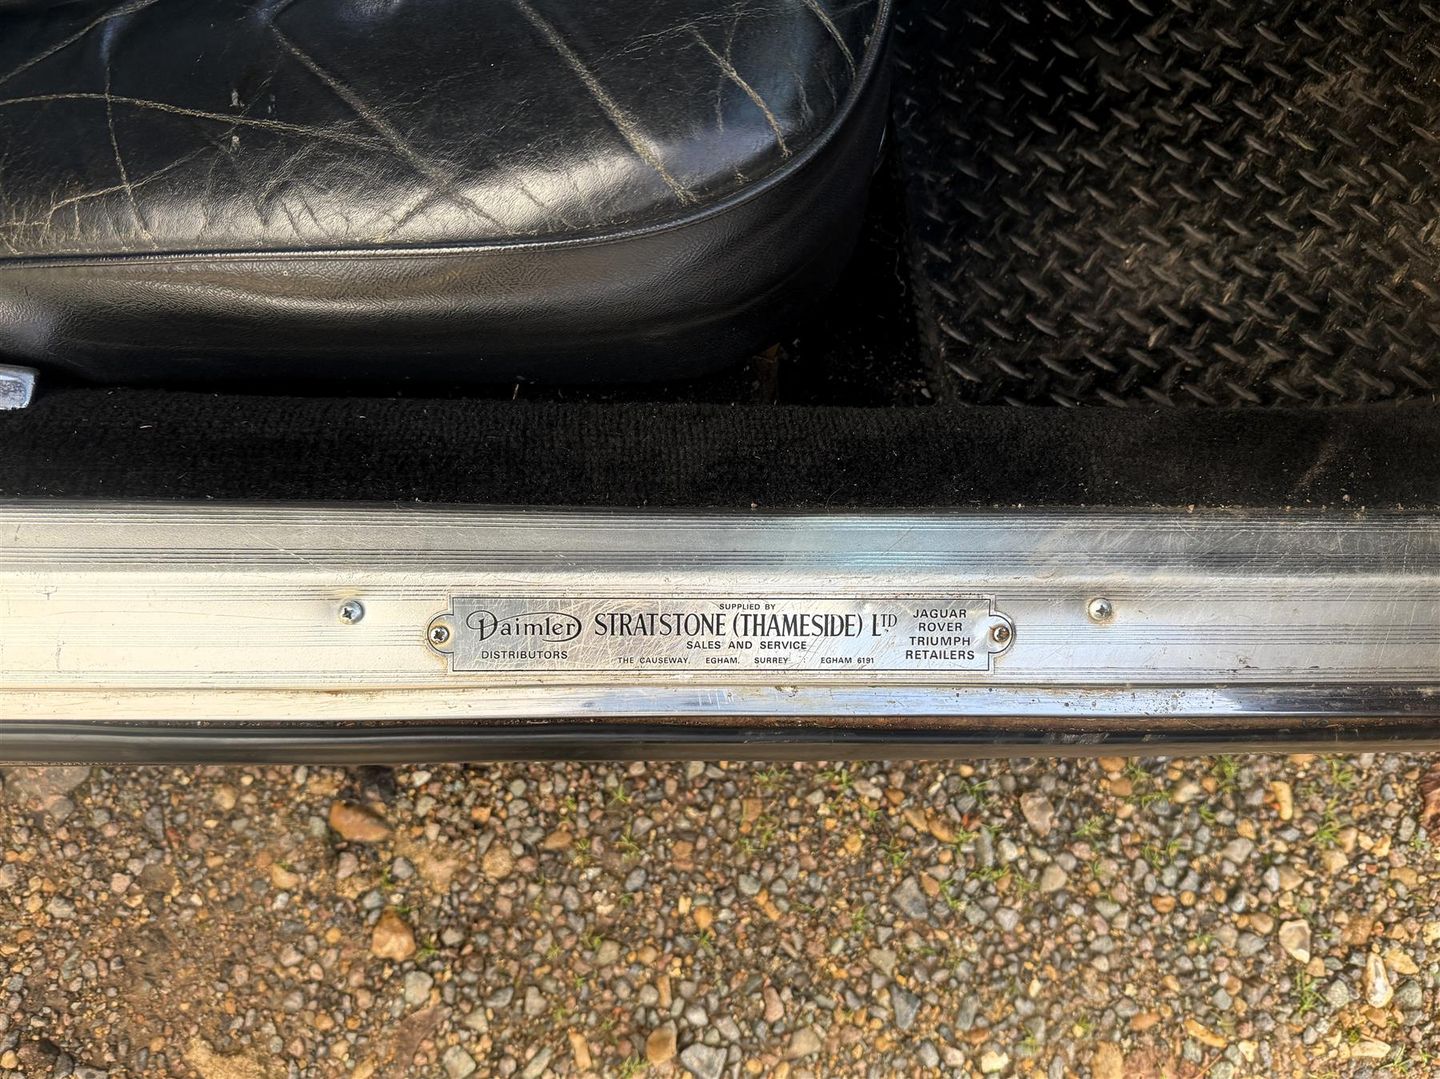 SUPPLIED BY
Daimler STRATSTONE (THAMESIDE) LTD
DISTRIBUTORS
SALES AND SERVICE
THE CAUSEWAY, EGHAM, SURREY : EGHAM 6191
JAGUAR
ROVER
TRIUMPH
RETAILERS